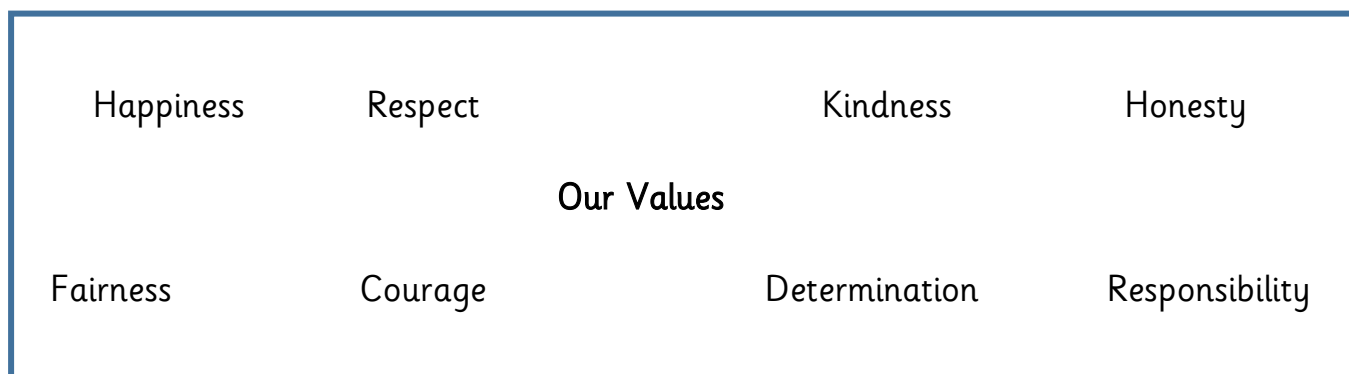 Happiness Respect Kindness Honesty
Our Values
Fairness Courage Determination Responsibility